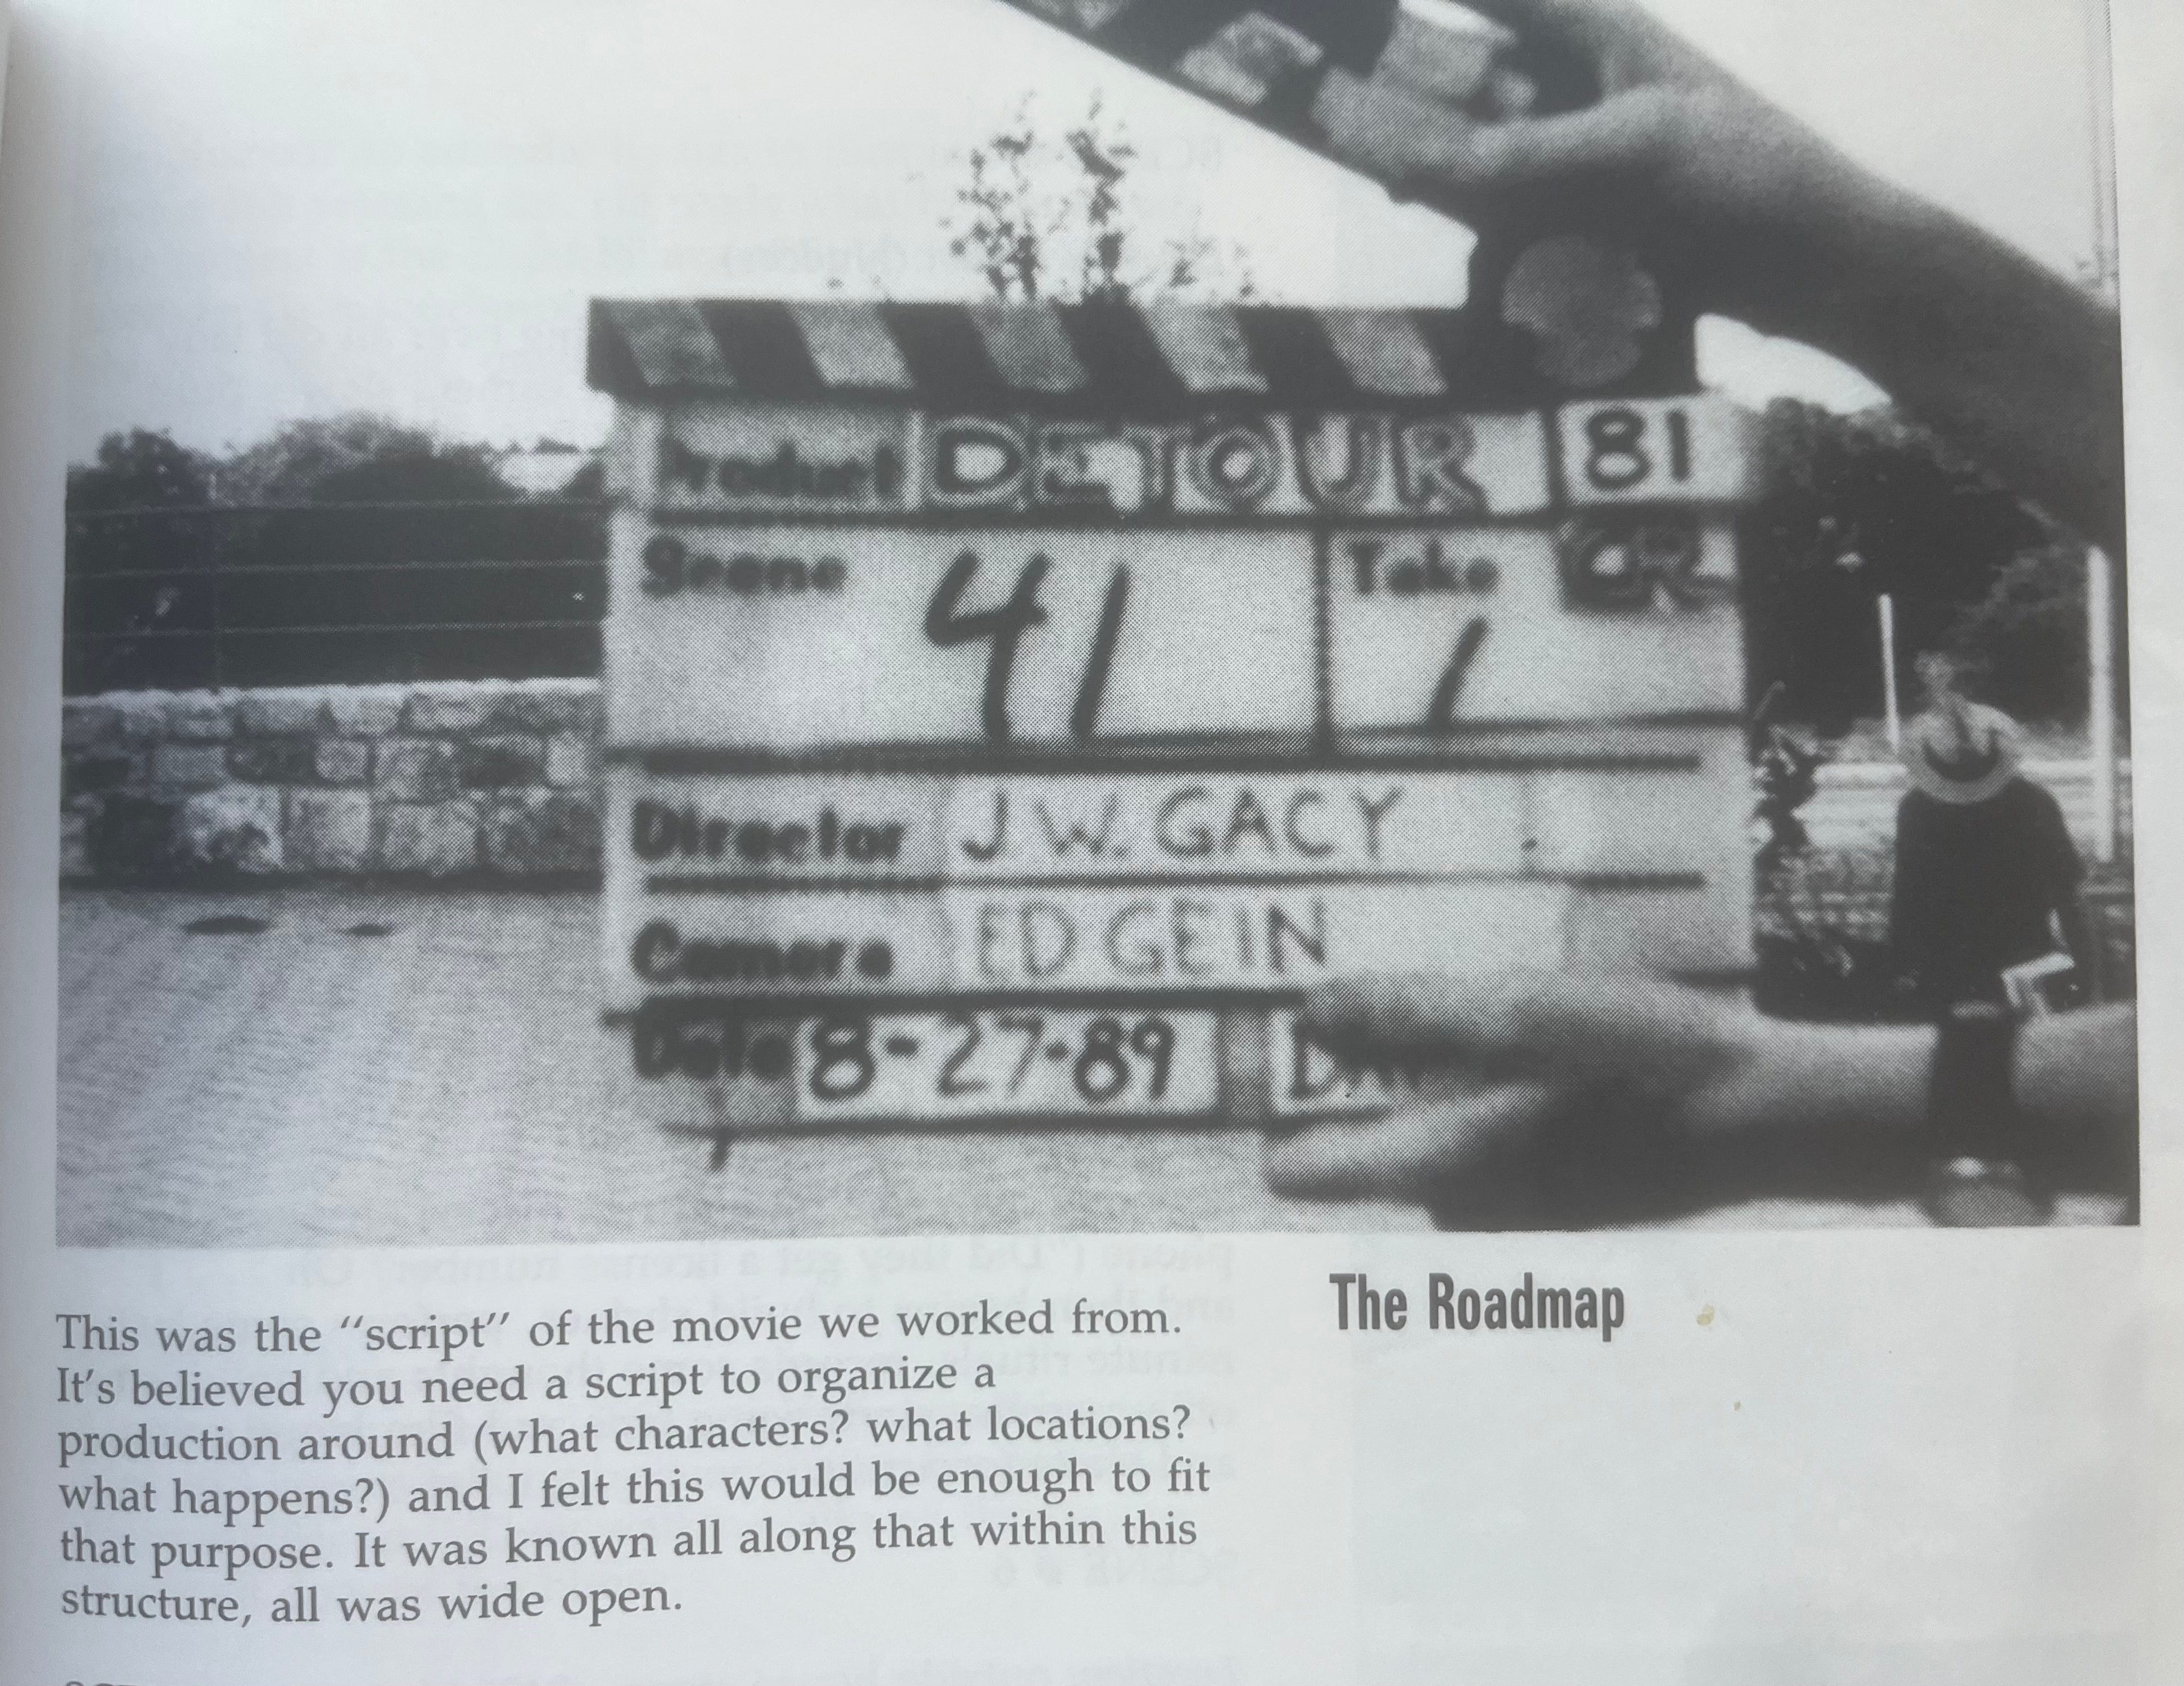 Product DETOUR 81
Scene 41 Take CR
1
Director J.W. GACY
Camera ED GEIN
Date 8-27-89
The Roadmap
This was the “script” of the movie we worked from.
It's believed you need a script to organize a
production around (what characters? what locations?
what happens?) and I felt this would be enough to fit
that purpose. It was known all along that within this
structure, all was wide open.